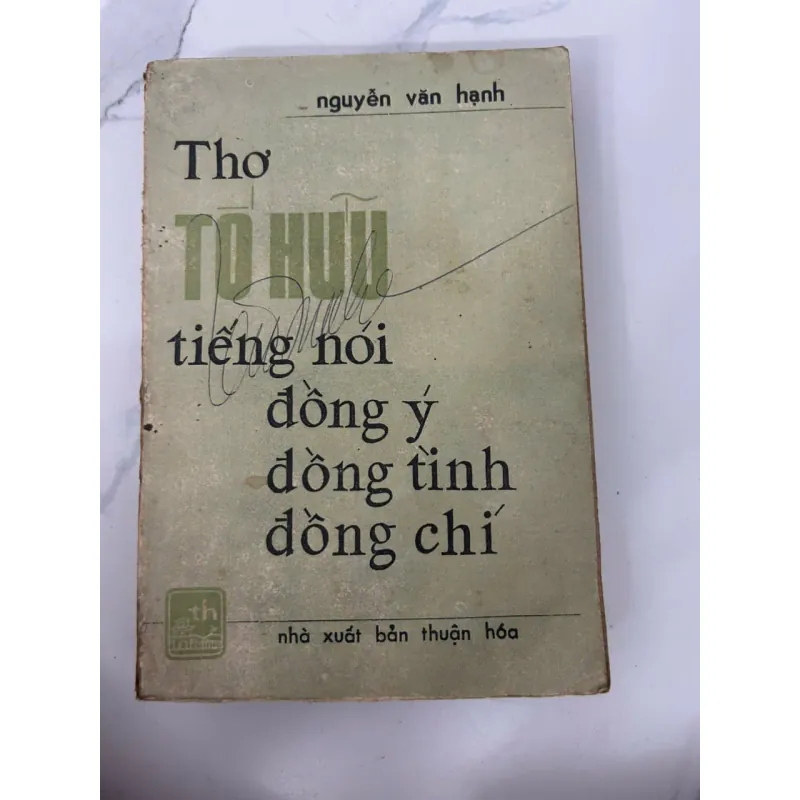 nguyễn văn hạnh
Thơ
TỐ HỮU
tiếng nói
đồng ý
đồng tình
đồng chí
th
nhà xuất bản thuận hóa